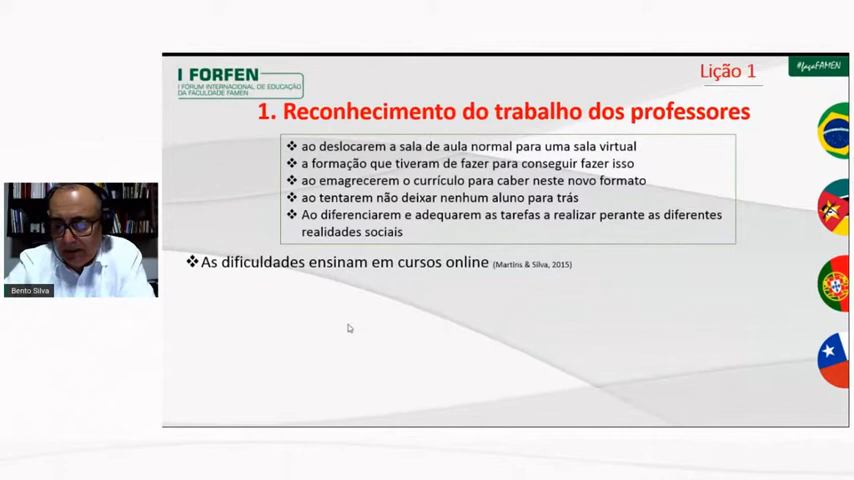 I FORFEN
I FÓRUM INTERNACIONAL DE EDUCAÇÃO
DA FACULDADE FAMEN
Lição 1
#façaFAMEN
1. Reconhecimento do trabalho dos professores
❖ ao deslocarem a sala de aula normal para uma sala virtual
❖ a formação que tiveram de fazer para conseguir fazer isso
❖ ao emagrecerem o currículo para caber neste novo formato
❖ ao tentarem não deixar nenhum aluno para trás
❖ Ao diferenciarem e adequarem as tarefas a realizar perante as diferentes
realidades sociais
❖As dificuldades ensinam em cursos online (Martins & Silva, 2015)
Bento Silva